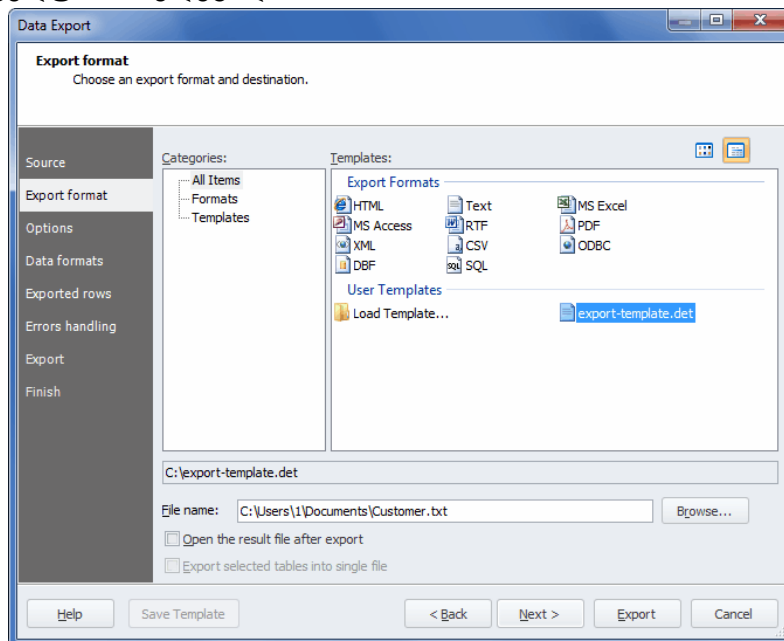 Data Export
Export format
Choose an export format and destination.
Source
Export format
Options
Data formats
Exported rows
Errors handling
Export
Finish
Categories:
All Items
Formats
Templates
Templates:
Export Formats
HTML Text MS Excel
MS Access RTF PDF
XML CSV ODBC
DBF SQL
User Templates
Load Template... export-template.det
C:\export-template.det
File name: C:\Users\1\Documents\Customer.txt Browse...
Open the result file after export
Export selected tables into single file
Help Save Template < Back Next > Export Cancel